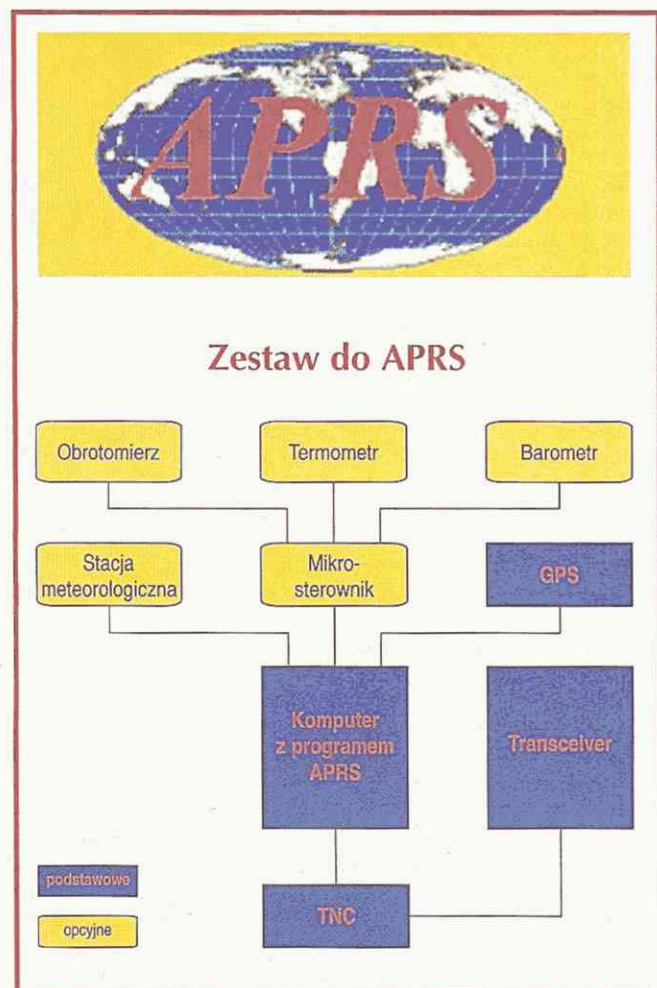 APRS
Zestaw do APRS
Obrotomierz
Termometr
Barometr
Stacja
meteorologiczna
Mikro-
sterownik
GPS
Komputer
z programem
APRS
Transceiver
podstawowe
opcyjne
TNC